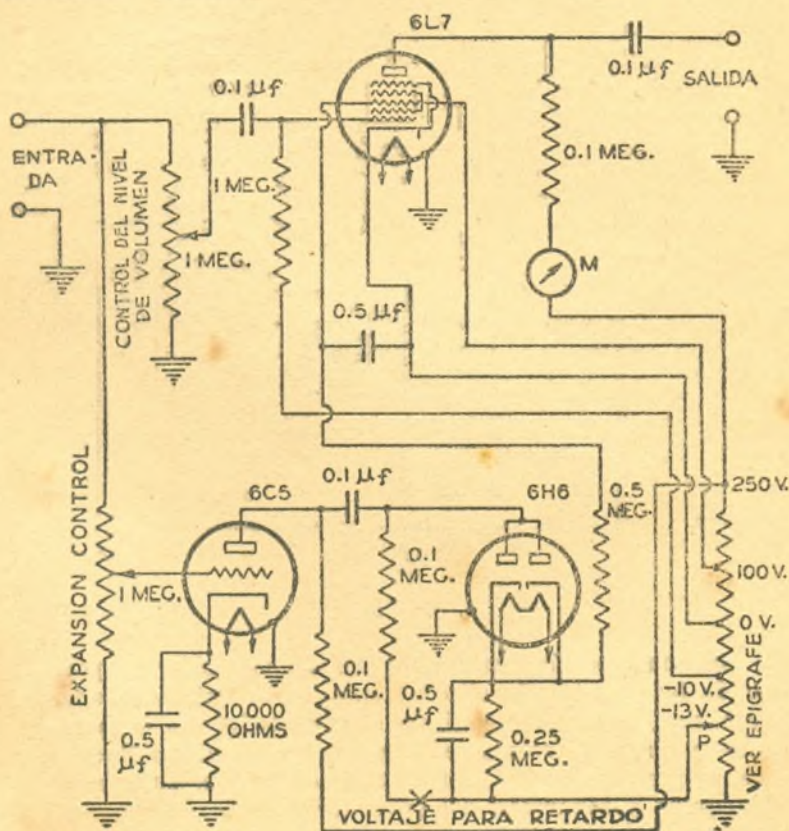 6L7
0.1 µf
0.1 µf
SALIDA
ENTRA-
DA
CONTROL DEL NIVEL
DE VOLUMEN
1 MEG.
1 MEG.
0.1 MEG.
M
0.5 µf
EXPANSION CONTROL
6C5
0.1 µf
6H6
0.5
MEG.
250 V.
1 MEG.
0.1
MEG.
100 V.
0 V.
0.5
µf
10.000
OHMS
0.1
MEG.
0.5
µf
0.25
MEG.
-10 V.
-13 V.
P
VER EPIGRAFE
VOLTAJE PARA RETARDO